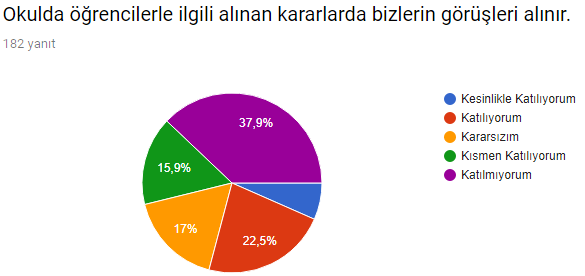 Okulda öğrencilerle ilgili alınan kararlarda bizlerin görüşleri alınır.
182 yanıt
Kesinlikle Katılıyorum
Katılıyorum
Kararsızım
Kısmen Katılıyorum
Katılmıyorum
37,9%
15,9%
17%
22,5%